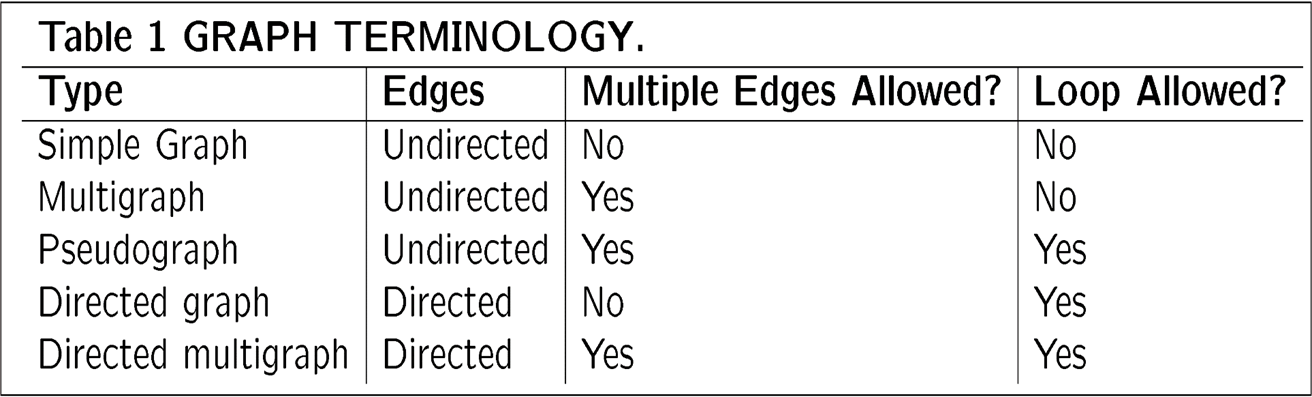 Table 1 GRAPH TERMINOLOGY.
Type Edges Multiple Edges Allowed? Loop Allowed?
Simple Graph Undirected No No
Multigraph Undirected Yes No
Pseudograph Undirected Yes Yes
Directed graph Directed No Yes
Directed multigraph Directed Yes Yes